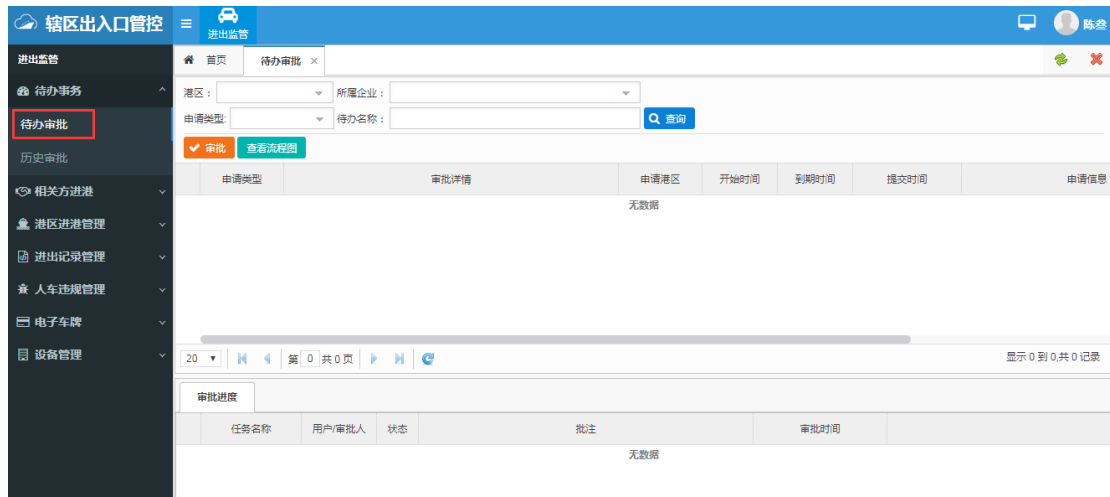 辖区出入口管控
进出监管
陈叁
进出监管
首页
待办审批 ×
待办事务
待办审批
历史审批
相关方进港
港区进港管理
进出记录管理
人车违规管理
电子车牌
设备管理
港区：
所属企业：
申请类型:
待办名称：
查询
审批
查看流程图
申请类型 审批详情 申请港区 开始时间 到期时间 提交时间 申请信息
无数据
20 第 0 共0页
显示0到0,共0记录
审批进度
任务名称 用户/审批人 状态 批注 审批时间
无数据